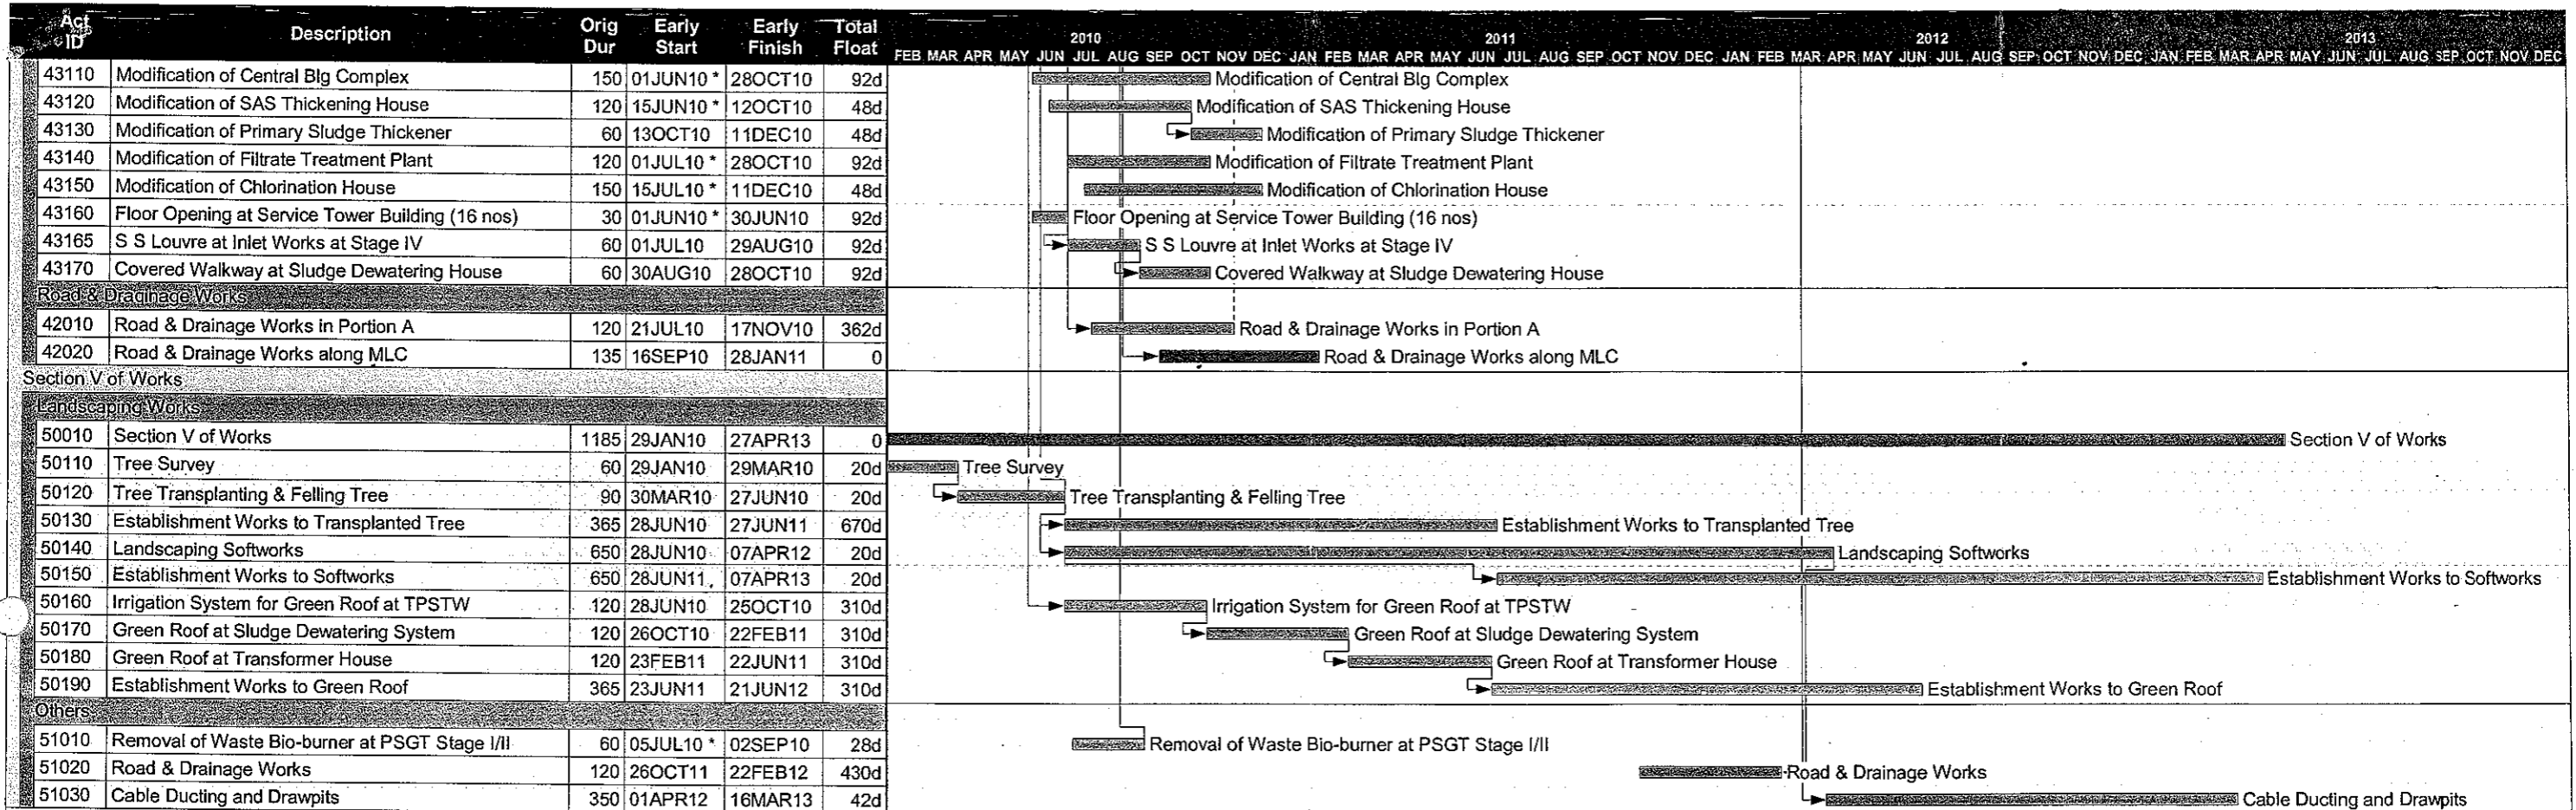 Act ID Description Orig Dur Early Start Early Finish Total Float
2010 2011 2012 2013
FEB MAR APR MAY JUN JUL AUG SEP OCT NOV DEC JAN FEB MAR APR MAY JUN JUL AUG SEP OCT NOV DEC JAN FEB MAR APR MAY JUN JUL AUG SEP OCT NOV DEC JAN FEB MAR APR MAY JUN JUL AUG SEP OCT NOV DEC
43110 Modification of Central Blg Complex 150 01JUN10 * 28OCT10 92d Modification of Central Blg Complex
43120 Modification of SAS Thickening House 120 15JUN10 * 12OCT10 48d Modification of SAS Thickening House
43130 Modification of Primary Sludge Thickener 60 13OCT10 11DEC10 48d Modification of Primary Sludge Thickener
43140 Modification of Filtrate Treatment Plant 120 01JUL10 * 28OCT10 92d Modification of Filtrate Treatment Plant
43150 Modification of Chlorination House 150 15JUL10 * 11DEC10 48d Modification of Chlorination House
43160 Floor Opening at Service Tower Building (16 nos) 30 01JUN10 * 30JUN10 92d Floor Opening at Service Tower Building (16 nos)
43165 S S Louvre at Inlet Works at Stage IV 60 01JUL10 29AUG10 92d S S Louvre at Inlet Works at Stage IV
43170 Covered Walkway at Sludge Dewatering House 60 30AUG10 28OCT10 92d Covered Walkway at Sludge Dewatering House
Road & Draginage Works
42010 Road & Drainage Works in Portion A 120 21JUL10 17NOV10 362d Road & Drainage Works in Portion A
42020 Road & Drainage Works along MLC 135 16SEP10 28JAN11 0 Road & Drainage Works along MLC
Section V of Works
Landscaping Works
50010 Section V of Works 1185 29JAN10 27APR13 0 Section V of Works
50110 Tree Survey 60 29JAN10 29MAR10 20d Tree Survey
50120 Tree Transplanting & Felling Tree 90 30MAR10 27JUN10 20d Tree Transplanting & Felling Tree
50130 Establishment Works to Transplanted Tree 365 28JUN10 27JUN11 670d Establishment Works to Transplanted Tree
50140 Landscaping Softworks 650 28JUN10 07APR12 20d Landscaping Softworks
50150 Establishment Works to Softworks 650 28JUN11 07APR13 20d Establishment Works to Softworks
50160 Irrigation System for Green Roof at TPSTW 120 28JUN10 25OCT10 310d Irrigation System for Green Roof at TPSTW
50170 Green Roof at Sludge Dewatering System 120 26OCT10 22FEB11 310d Green Roof at Sludge Dewatering System
50180 Green Roof at Transformer House 120 23FEB11 22JUN11 310d Green Roof at Transformer House
50190 Establishment Works to Green Roof 365 23JUN11 21JUN12 310d Establishment Works to Green Roof
Others
51010 Removal of Waste Bio-burner at PSGT Stage I/II 60 05JUL10 * 02SEP10 28d Removal of Waste Bio-burner at PSGT Stage I/II
51020 Road & Drainage Works 120 26OCT11 22FEB12 430d Road & Drainage Works
51030 Cable Ducting and Drawpits 350 01APR12 16MAR13 42d Cable Ducting and Drawpits